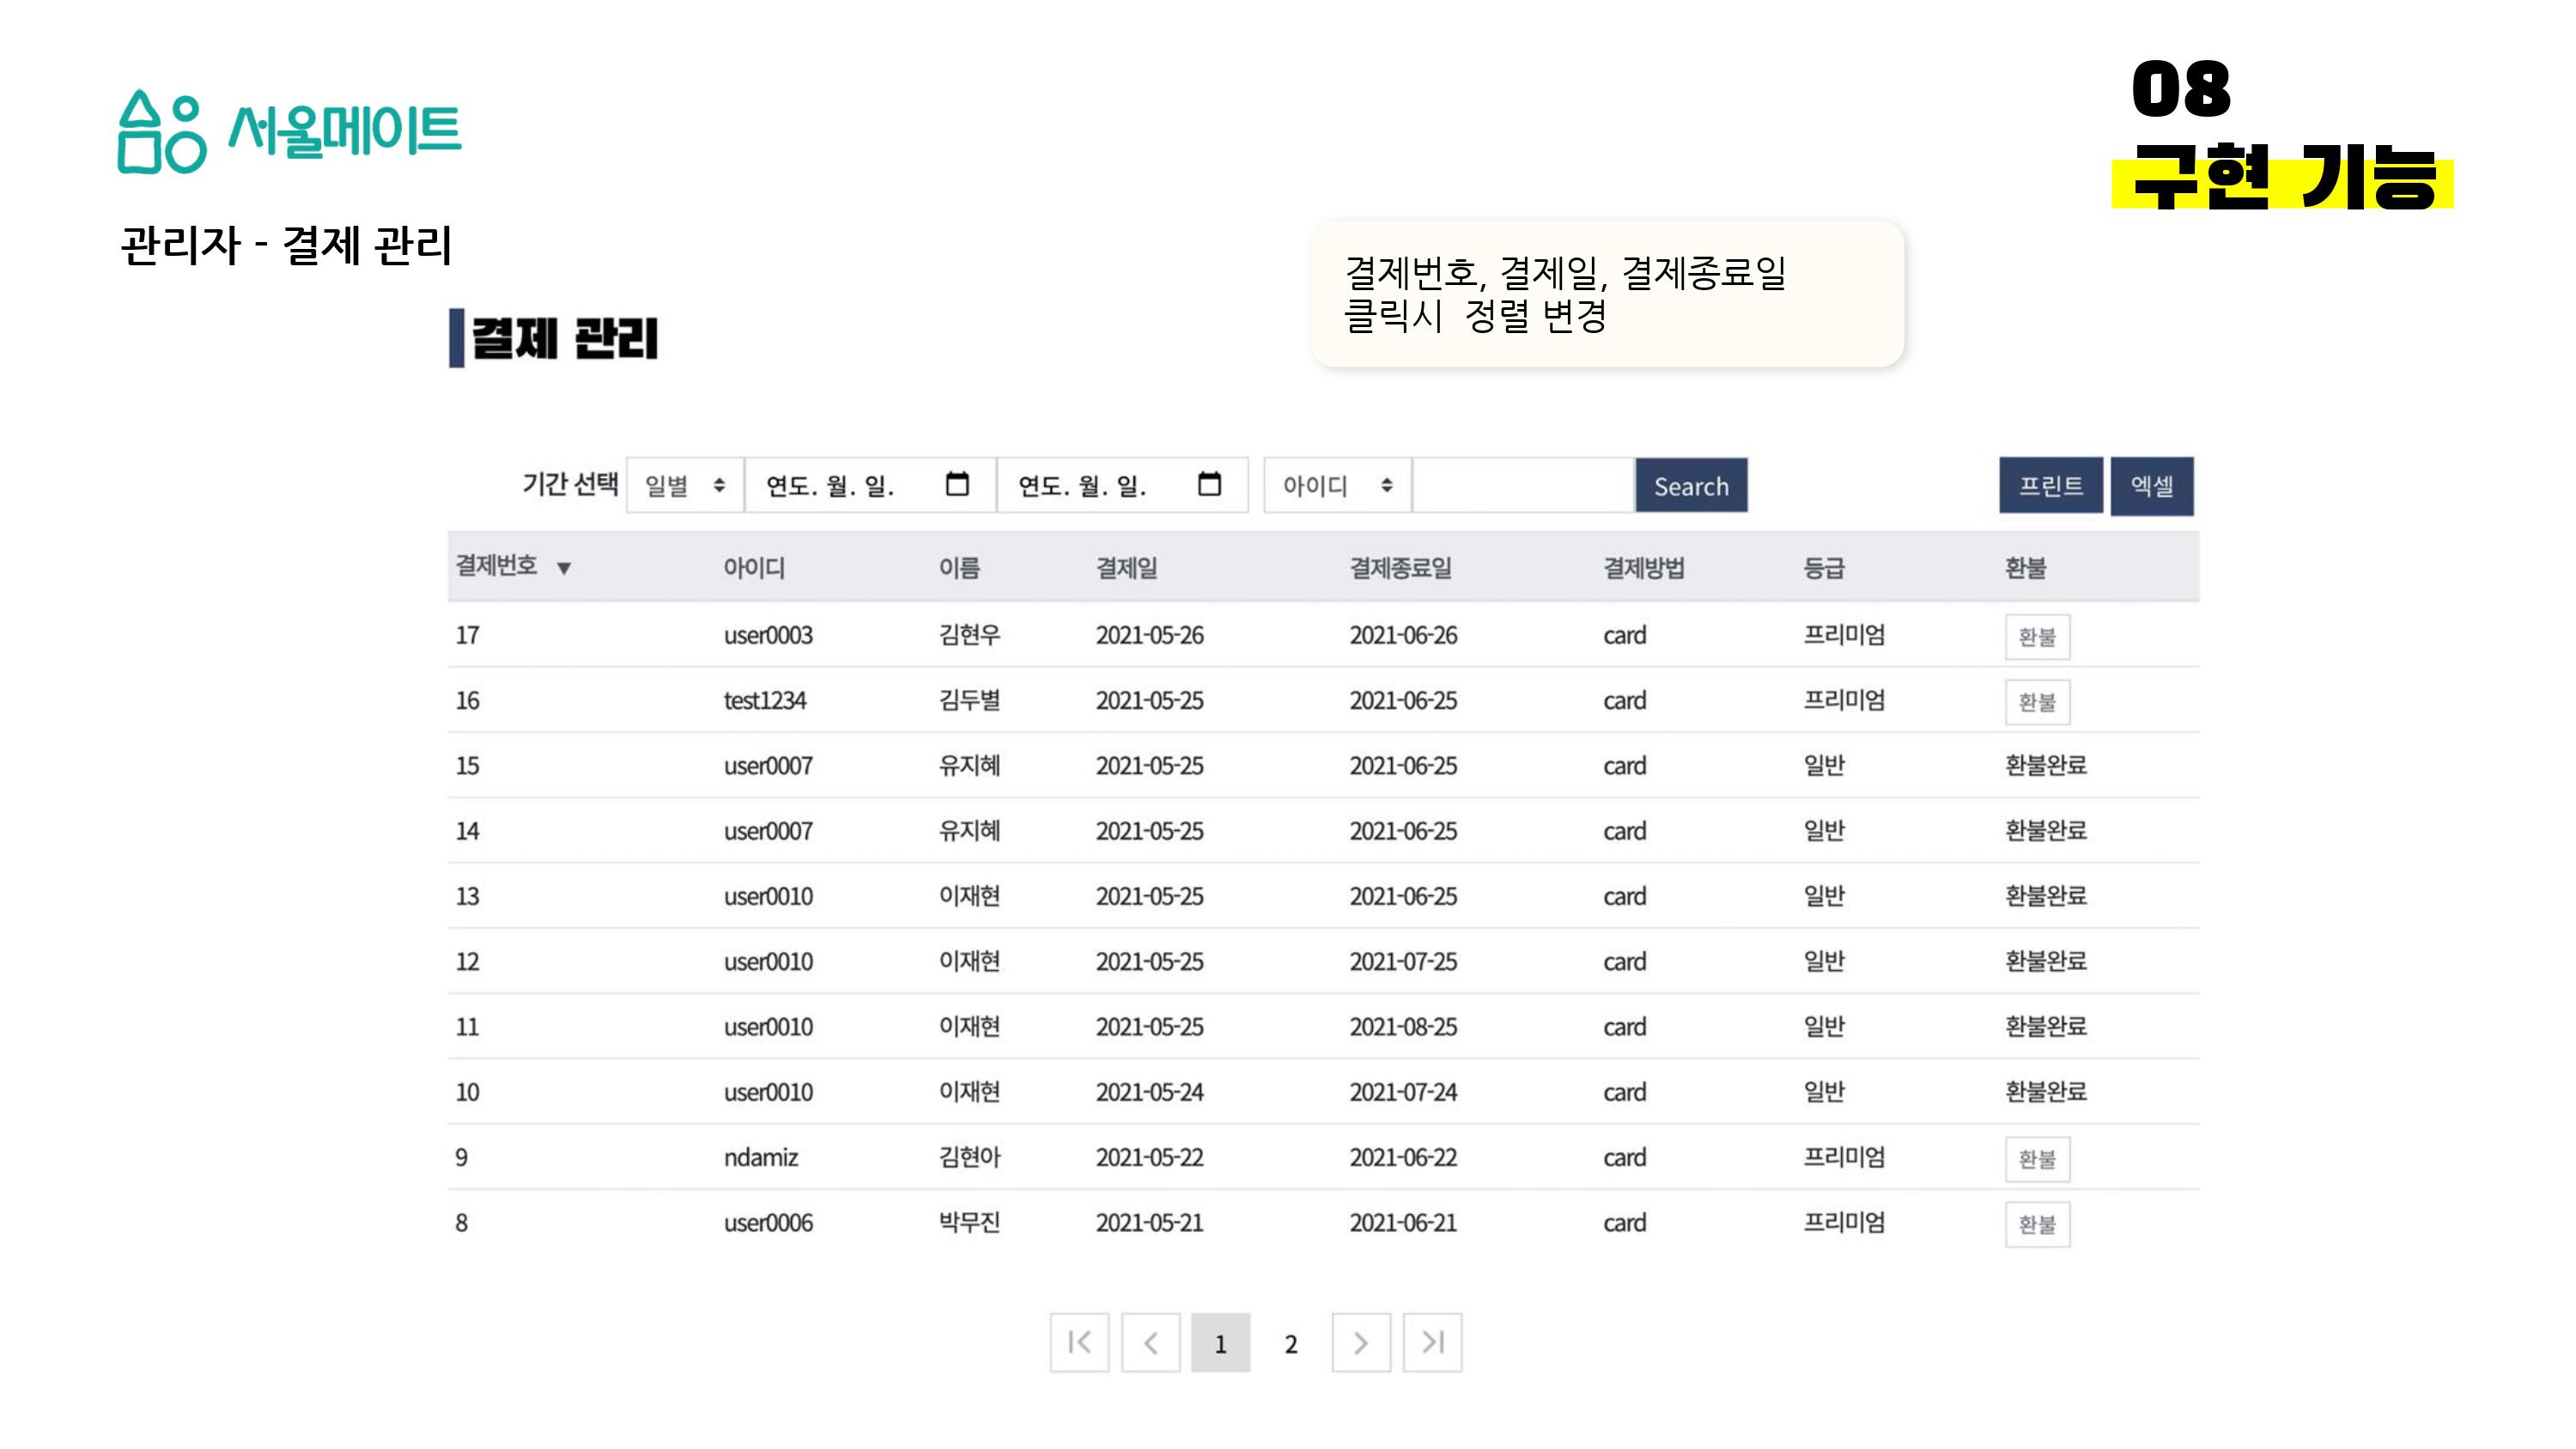 서울메이트
08
구현 기능
관리자 - 결제 관리
결제번호, 결제일, 결제종료일
클릭시 정렬 변경
결제 관리
기간 선택 일별 연도. 월. 일. 연도. 월. 일. 아이디 Search 프린트 엑셀
결제번호 ▼ 아이디 이름 결제일 결제종료일 결제방법 등급 환불
17 user0003 김현우 2021-05-26 2021-06-26 card 프리미엄 환불
16 test1234 김두별 2021-05-25 2021-06-25 card 프리미엄 환불
15 user0007 유지혜 2021-05-25 2021-06-25 card 일반 환불완료
14 user0007 유지혜 2021-05-25 2021-06-25 card 일반 환불완료
13 user0010 이재현 2021-05-25 2021-06-25 card 일반 환불완료
12 user0010 이재현 2021-05-25 2021-07-25 card 일반 환불완료
11 user0010 이재현 2021-05-25 2021-08-25 card 일반 환불완료
10 user0010 이재현 2021-05-24 2021-07-24 card 일반 환불완료
9 ndamiz 김현아 2021-05-22 2021-06-22 card 프리미엄 환불
8 user0006 박무진 2021-05-21 2021-06-21 card 프리미엄 환불
1 2